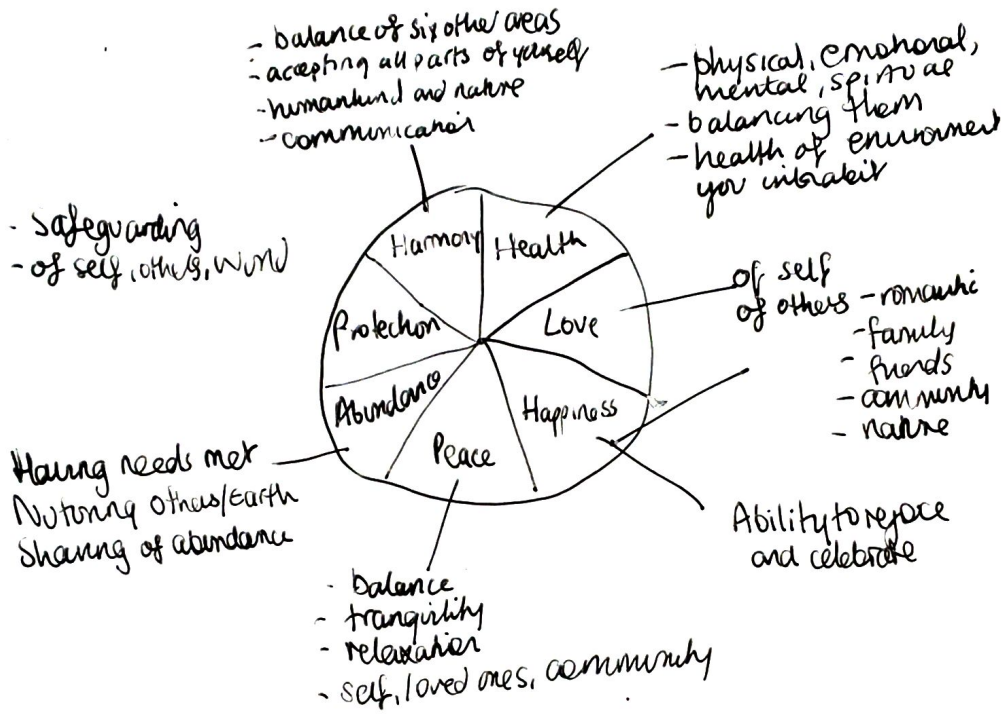 - balance of six other areas
- accepting all parts of yourself
- humankind and nature
- communication
- physical, emotional,
mental, spiritual
- balancing them
- health of environment
you inhabit
- Safeguarding
- of self, others, world
Harmony
Health
Protection
Love
of self
of others - romantic
- family
- friends
- community
- nature
Abundance
Happiness
Peace
Having needs met
Nuturing others/Earth
Sharing of abundance
Ability to rejoice
and celebrate
- balance
- tranquility
- relaxation
- self, loved ones, community